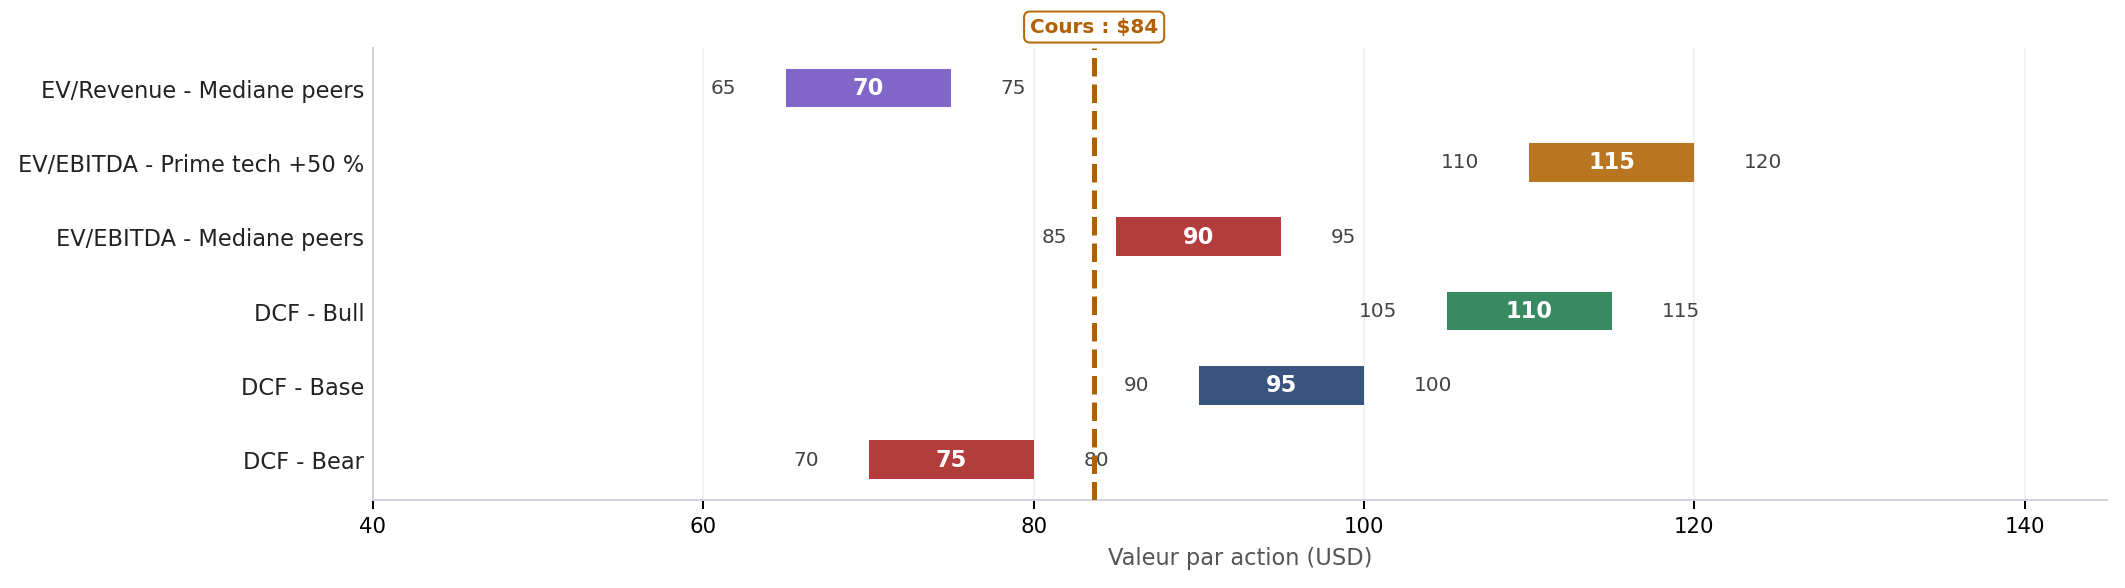 Cours : $84
EV/Revenue - Mediane peers 65 70 75
EV/EBITDA - Prime tech +50 % 110 115 120
EV/EBITDA - Mediane peers 85 90 95
DCF - Bull 105 110 115
DCF - Base 90 95 100
DCF - Bear 70 75 80
40 60 80 100 120 140
Valeur par action (USD)